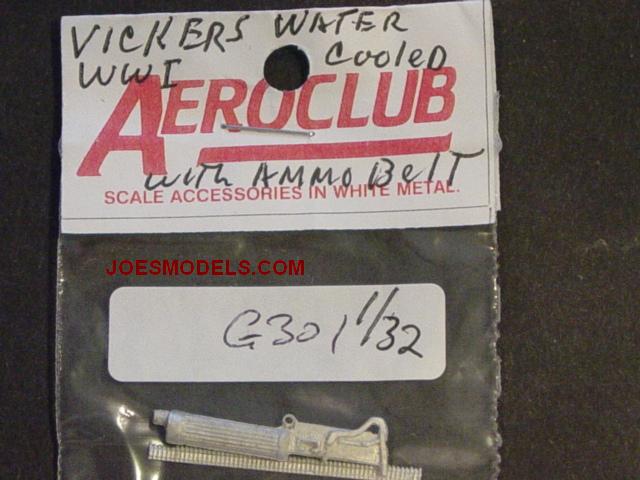 VICKERS WATER
WWI Cooled
AEROCLUB
with AMMO BelT
SCALE ACCESSORIES IN WHITE METAL.
JOESMODELS.COM
G301 1/32